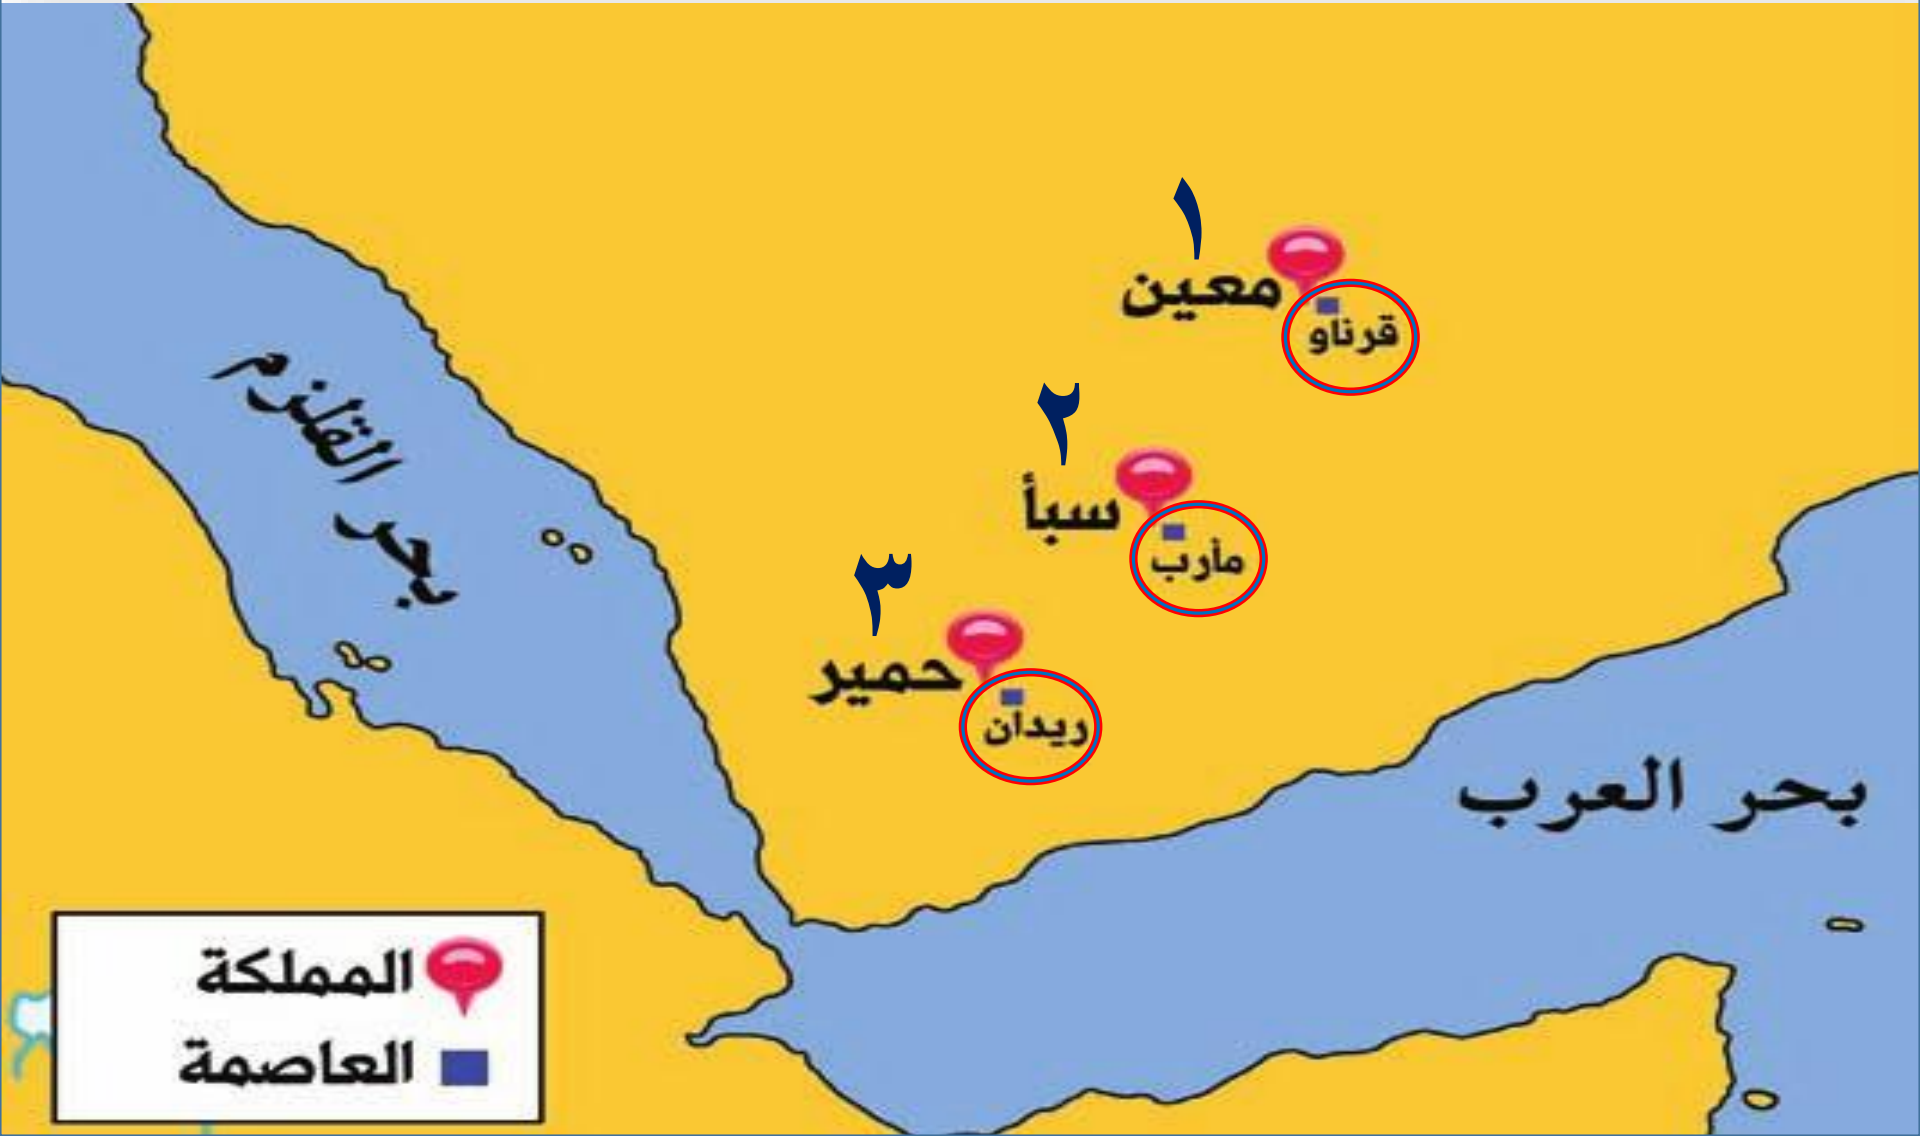 ١
معين
قرناو
٢
سبأ
مأرب
٣
حمير
ريدان
بحر القلزم
بحر العرب
المملكة
العاصمة